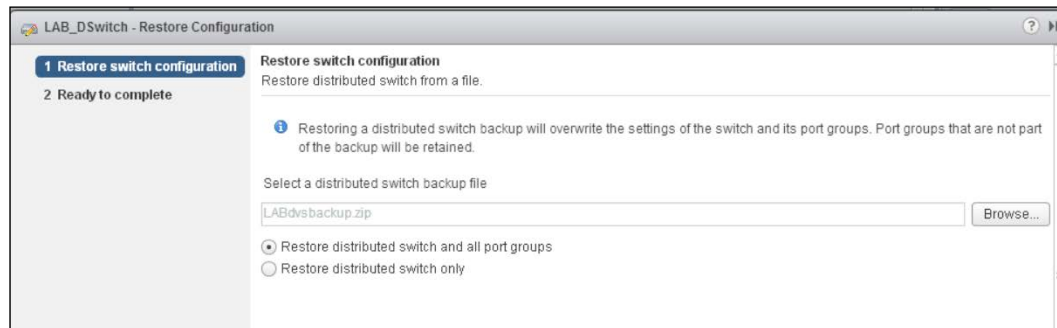 LAB_DSwitch - Restore Configuration
1 Restore switch configuration
2 Ready to complete
Restore switch configuration
Restore distributed switch from a file.
Restoring a distributed switch backup will overwrite the settings of the switch and its port groups. Port groups that are not part
of the backup will be retained.
Select a distributed switch backup file
LABdvsbackup.zip
Browse...
Restore distributed switch and all port groups
Restore distributed switch only